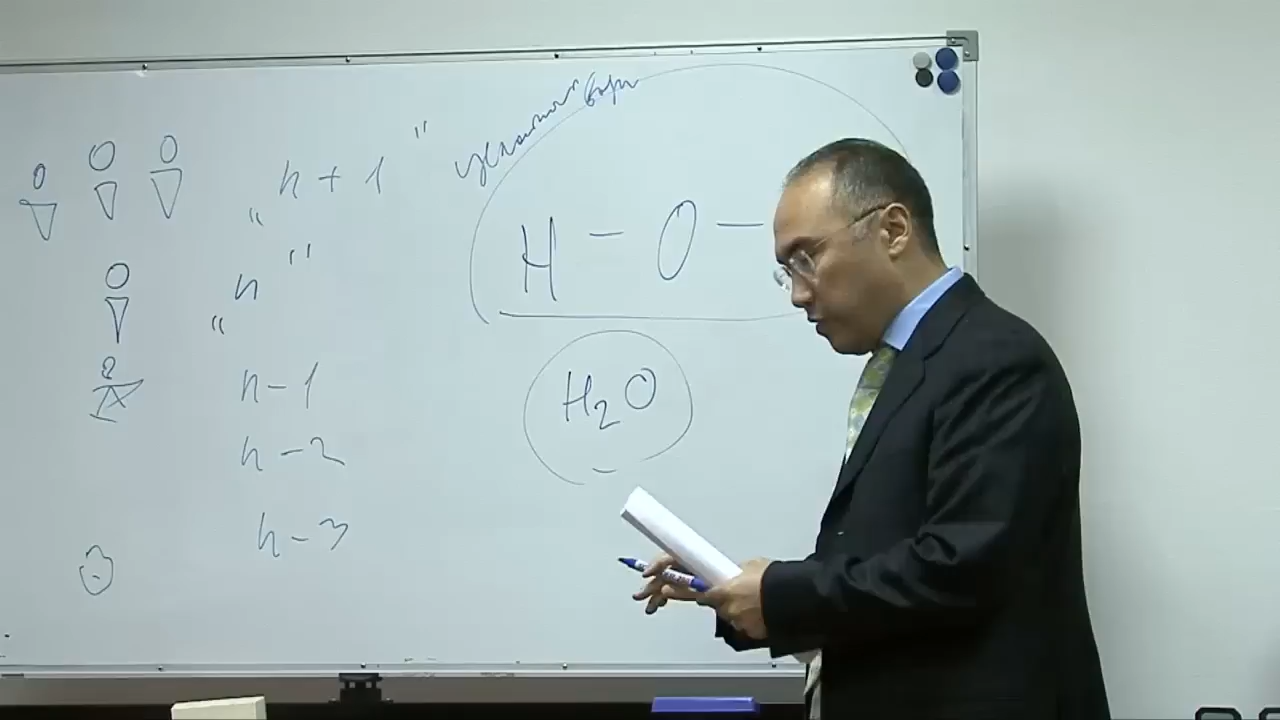 "n+1"
"n"
n-1
n-2
n-3
H - O -
H2O